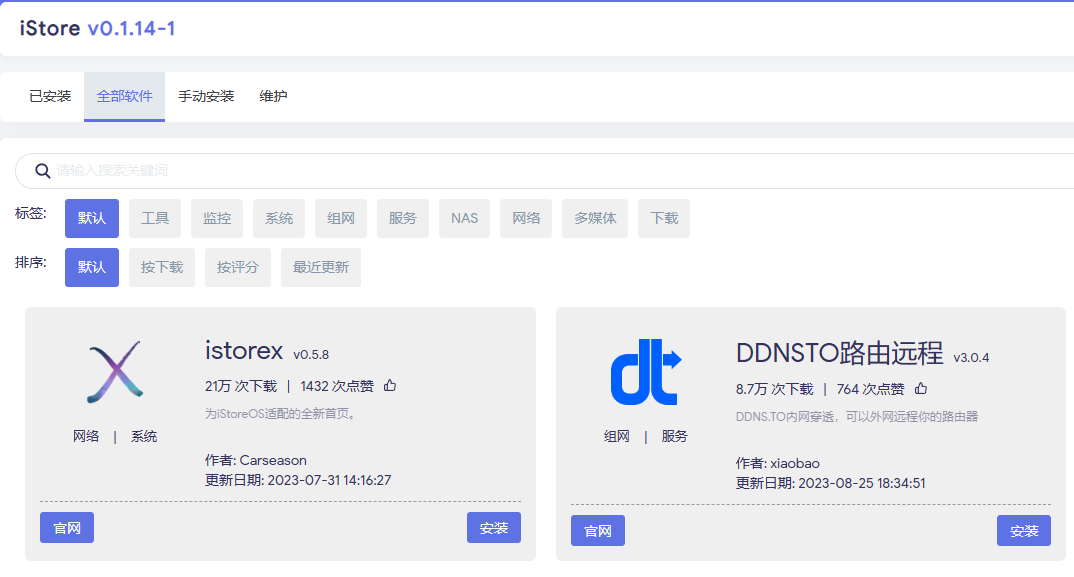 iStore v0.1.14-1
已安装 全部软件 手动安装 维护
请输入搜索关键词
标签: 默认 工具 监控 系统 组网 服务 NAS 网络 多媒体 下载
排序: 默认 按下载 按评分 最近更新
istorex v0.5.8
21万 次下载 | 1432 次点赞
为iStoreOS适配的全新首页。
网络 | 系统
作者: Carseason
更新日期: 2023-07-31 14:16:27
官网 安装
dt
DDNSTO路由远程 v3.0.4
8.7万 次下载 | 764 次点赞
DDNS.TO内网穿透，可以外网远程你的路由器
组网 | 服务
作者: xiaobao
更新日期: 2023-08-25 18:34:51
官网 安装